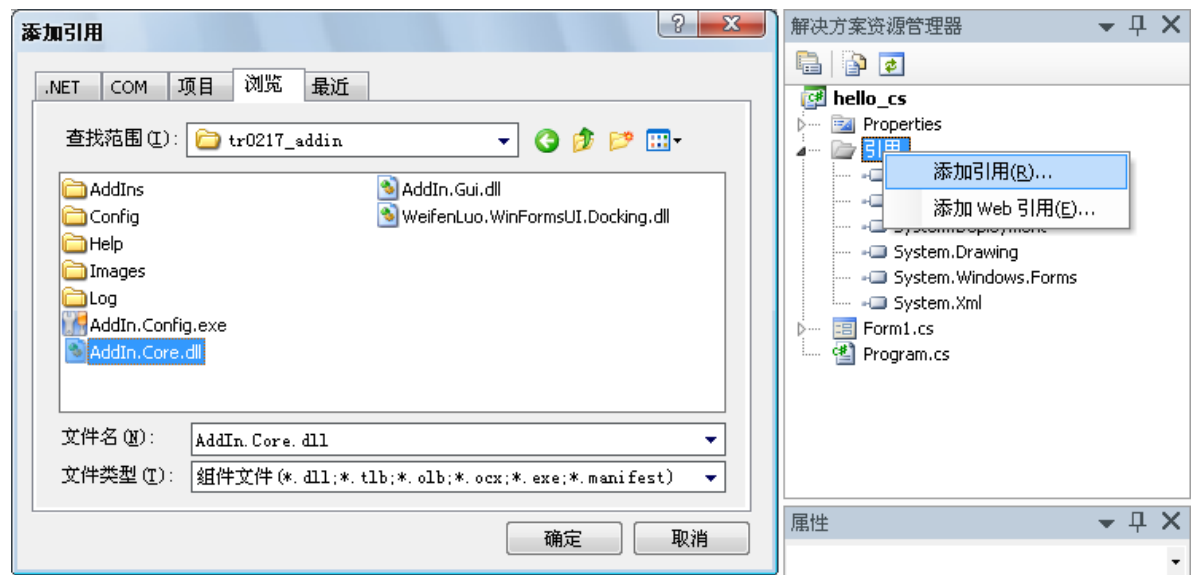 添加引用
.NET COM 项目 浏览 最近
查找范围(I): tr0217_addin
AddIns
Config
Help
Images
Log
AddIn.Config.exe
AddIn.Core.dll
AddIn.Gui.dll
WeifenLuo.WinFormsUI.Docking.dll
文件名(N): AddIn.Core.dll
文件类型(T): 组件文件(*.dll;*.tlb;*.olb;*.ocx;*.exe;*.manifest)
确定 取消
解决方案资源管理器
hello_cs
Properties
引用
添加引用(R)...
添加 Web 引用(E)...
System.Deployment
System.Drawing
System.Windows.Forms
System.Xml
Form1.cs
Program.cs
属性